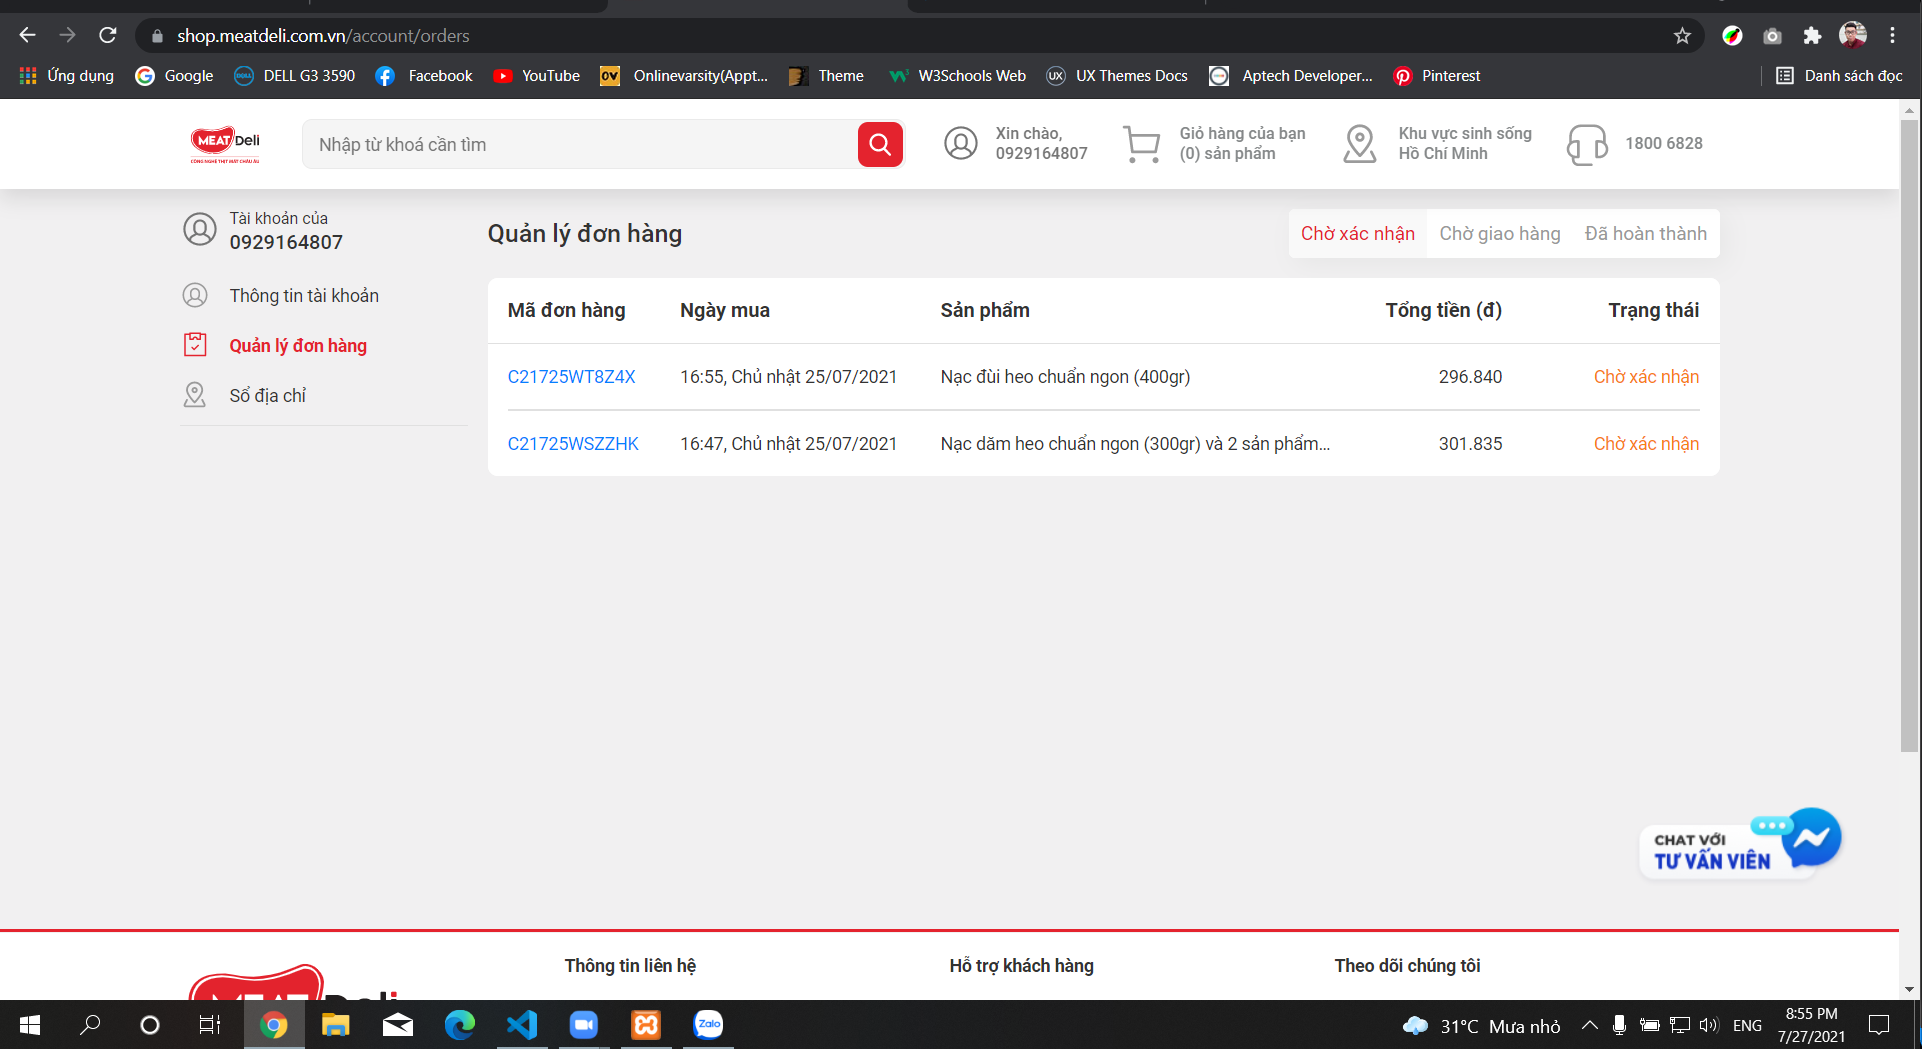 shop.meatdeli.com.vn/account/orders
Ứng dụng Google DELL G3 3590 Facebook YouTube Onlinevarsity(Appt... Theme W3Schools Web UX Themes Docs Aptech Developer... Pinterest Danh sách đọc
MEATDeli
CÔNG NGHỆ THỊT MÁT CHÂU ÂU
Nhập từ khoá cần tìm
Xin chào,
0929164807
Giỏ hàng của bạn
(0) sản phẩm
Khu vực sinh sống
Hồ Chí Minh
1800 6828
Tài khoản của
0929164807
Thông tin tài khoản
Quản lý đơn hàng
Sổ địa chỉ
Quản lý đơn hàng
Chờ xác nhận Chờ giao hàng Đã hoàn thành
Mã đơn hàng Ngày mua Sản phẩm Tổng tiền (đ) Trạng thái
C21725WT8Z4X 16:55, Chủ nhật 25/07/2021 Nạc đùi heo chuẩn ngon (400gr) 296.840 Chờ xác nhận
C21725WSZZHK 16:47, Chủ nhật 25/07/2021 Nạc dăm heo chuẩn ngon (300gr) và 2 sản phẩm... 301.835 Chờ xác nhận
CHAT VỚI
TƯ VẤN VIÊN
Thông tin liên hệ Hỗ trợ khách hàng Theo dõi chúng tôi
MEAT Deli
Zalo
31°C Mưa nhỏ
ENG
8:55 PM
7/27/2021